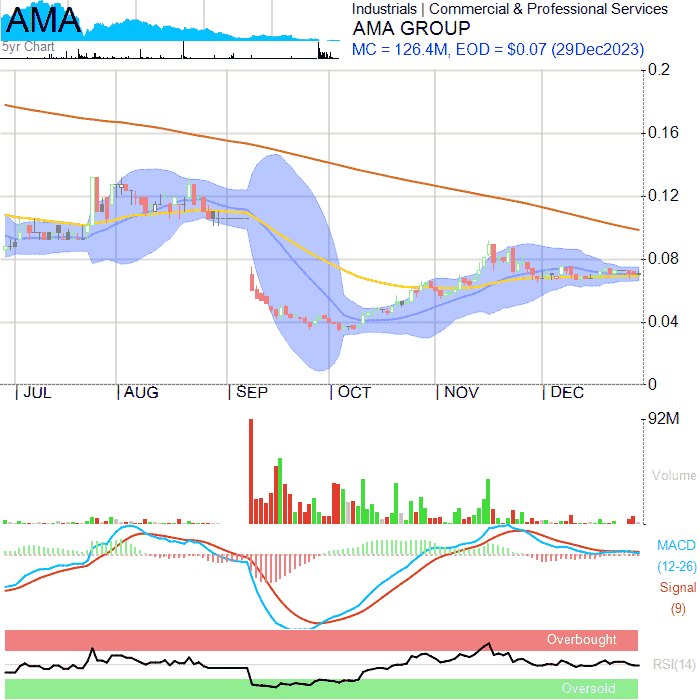 AMA
5yr Chart
Industrials | Commercial & Professional Services
AMA GROUP
MC = 126.4M, EOD = $0.07 (29Dec2023)
0.2
0.16
0.12
0.08
0.04
0
JUL AUG SEP OCT NOV DEC
92M
Volume
MACD
(12-26)
Signal
(9)
Overbought
RSI(14)
Oversold